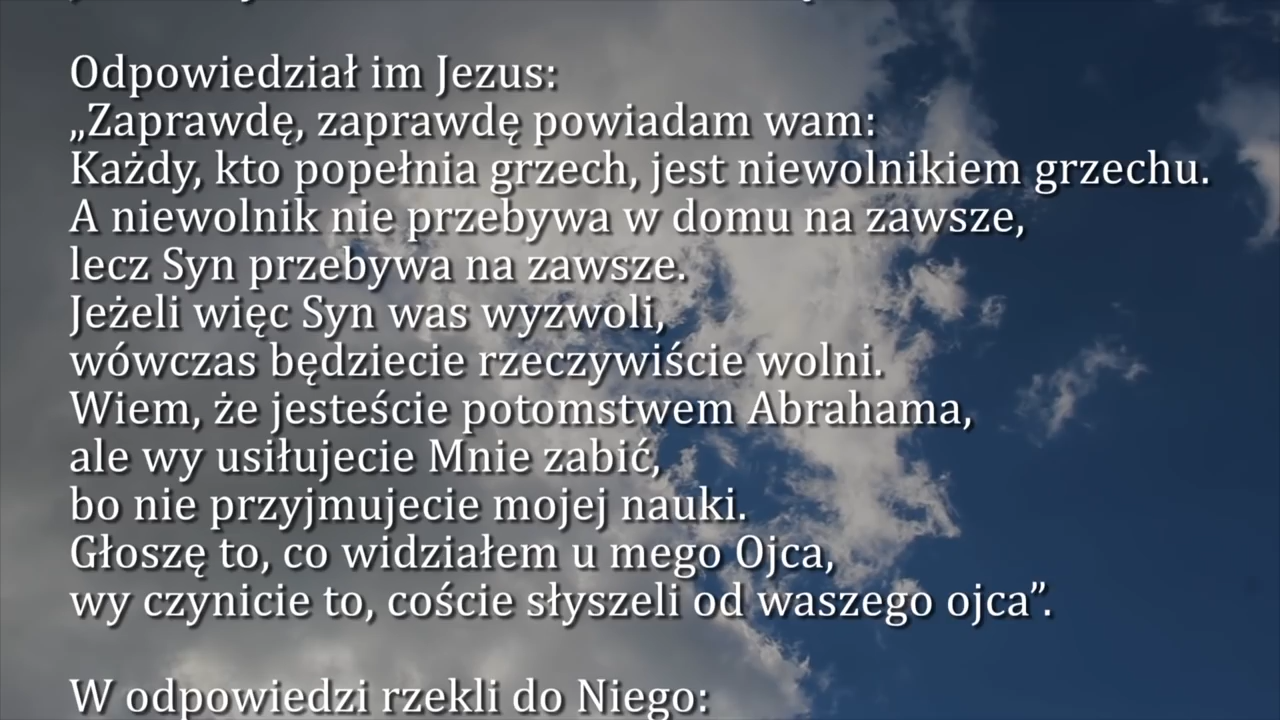 Odpowiedział im Jezus:
„Zaprawdę, zaprawdę powiadam wam:
Każdy, kto popełnia grzech, jest niewolnikiem grzechu.
A niewolnik nie przebywa w domu na zawsze,
lecz Syn przebywa na zawsze.
Jeżeli więc Syn was wyzwoli,
wówczas będziecie rzeczywiście wolni.
Wiem, że jesteście potomstwem Abrahama,
ale wy usiłujecie Mnie zabić,
bo nie przyjmujecie mojej nauki.
Głoszę to, co widziałem u mego Ojca,
wy czynicie to, coście słyszeli od waszego ojca”.
W odpowiedzi rzekli do Niego: